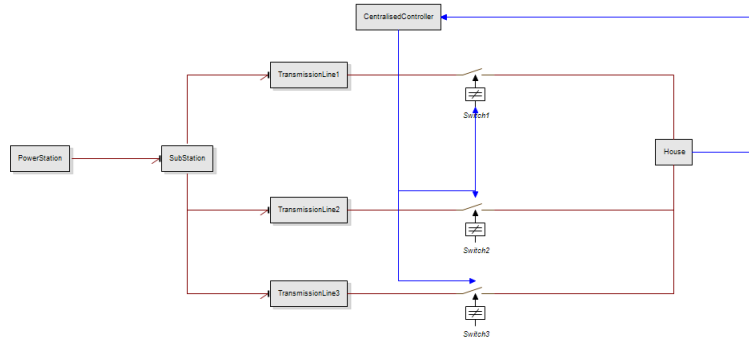 CentralisedController
TransmissionLine1
Switch1
PowerStation
SubStation
House
TransmissionLine2
Switch2
TransmissionLine3
Switch3